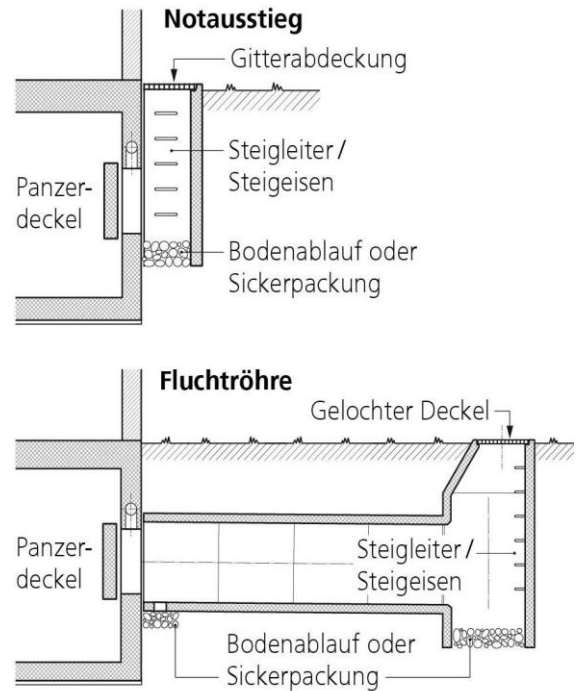 Notausstieg
Gitterabdeckung
Steigleiter /
Steigeisen
Panzer-
deckel
Bodenablauf oder
Sickerpackung
Fluchtröhre
Gelochter Deckel
Panzer-
deckel
Steigleiter /
Steigeisen
Bodenablauf oder
Sickerpackung